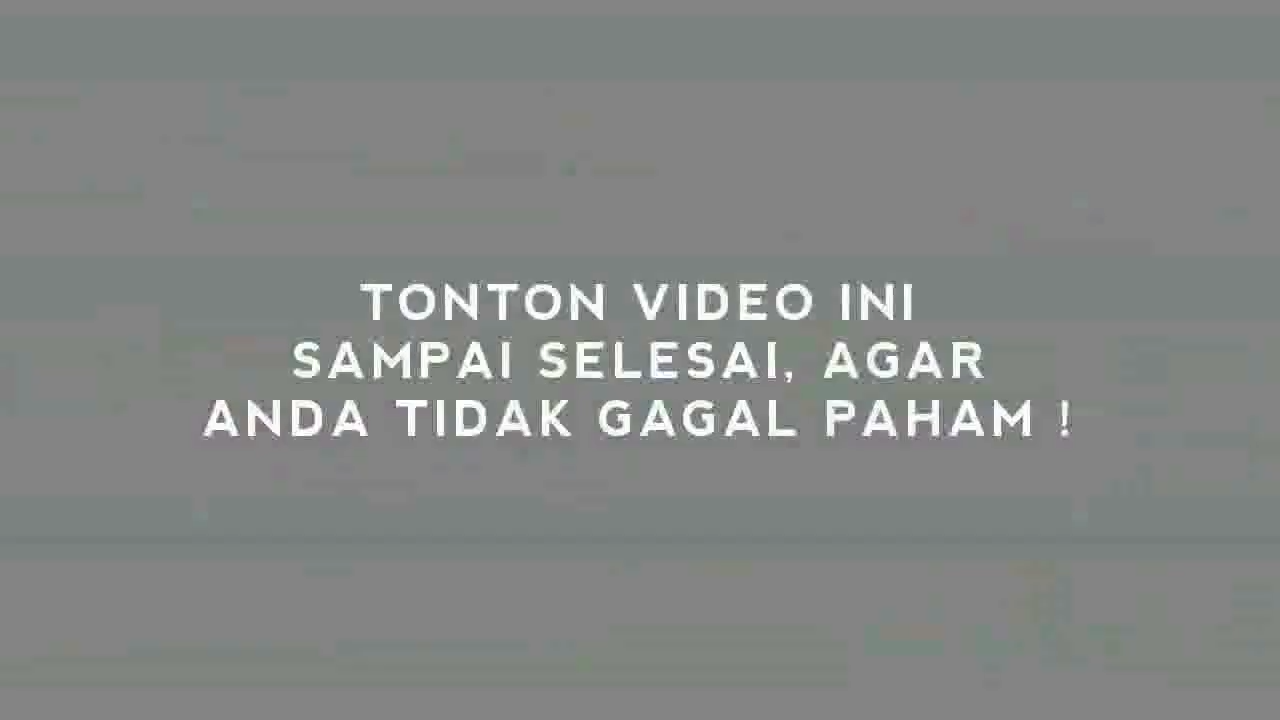 TONTON VIDEO INI
SAMPAI SELESAI, AGAR
ANDA TIDAK GAGAL PAHAM !